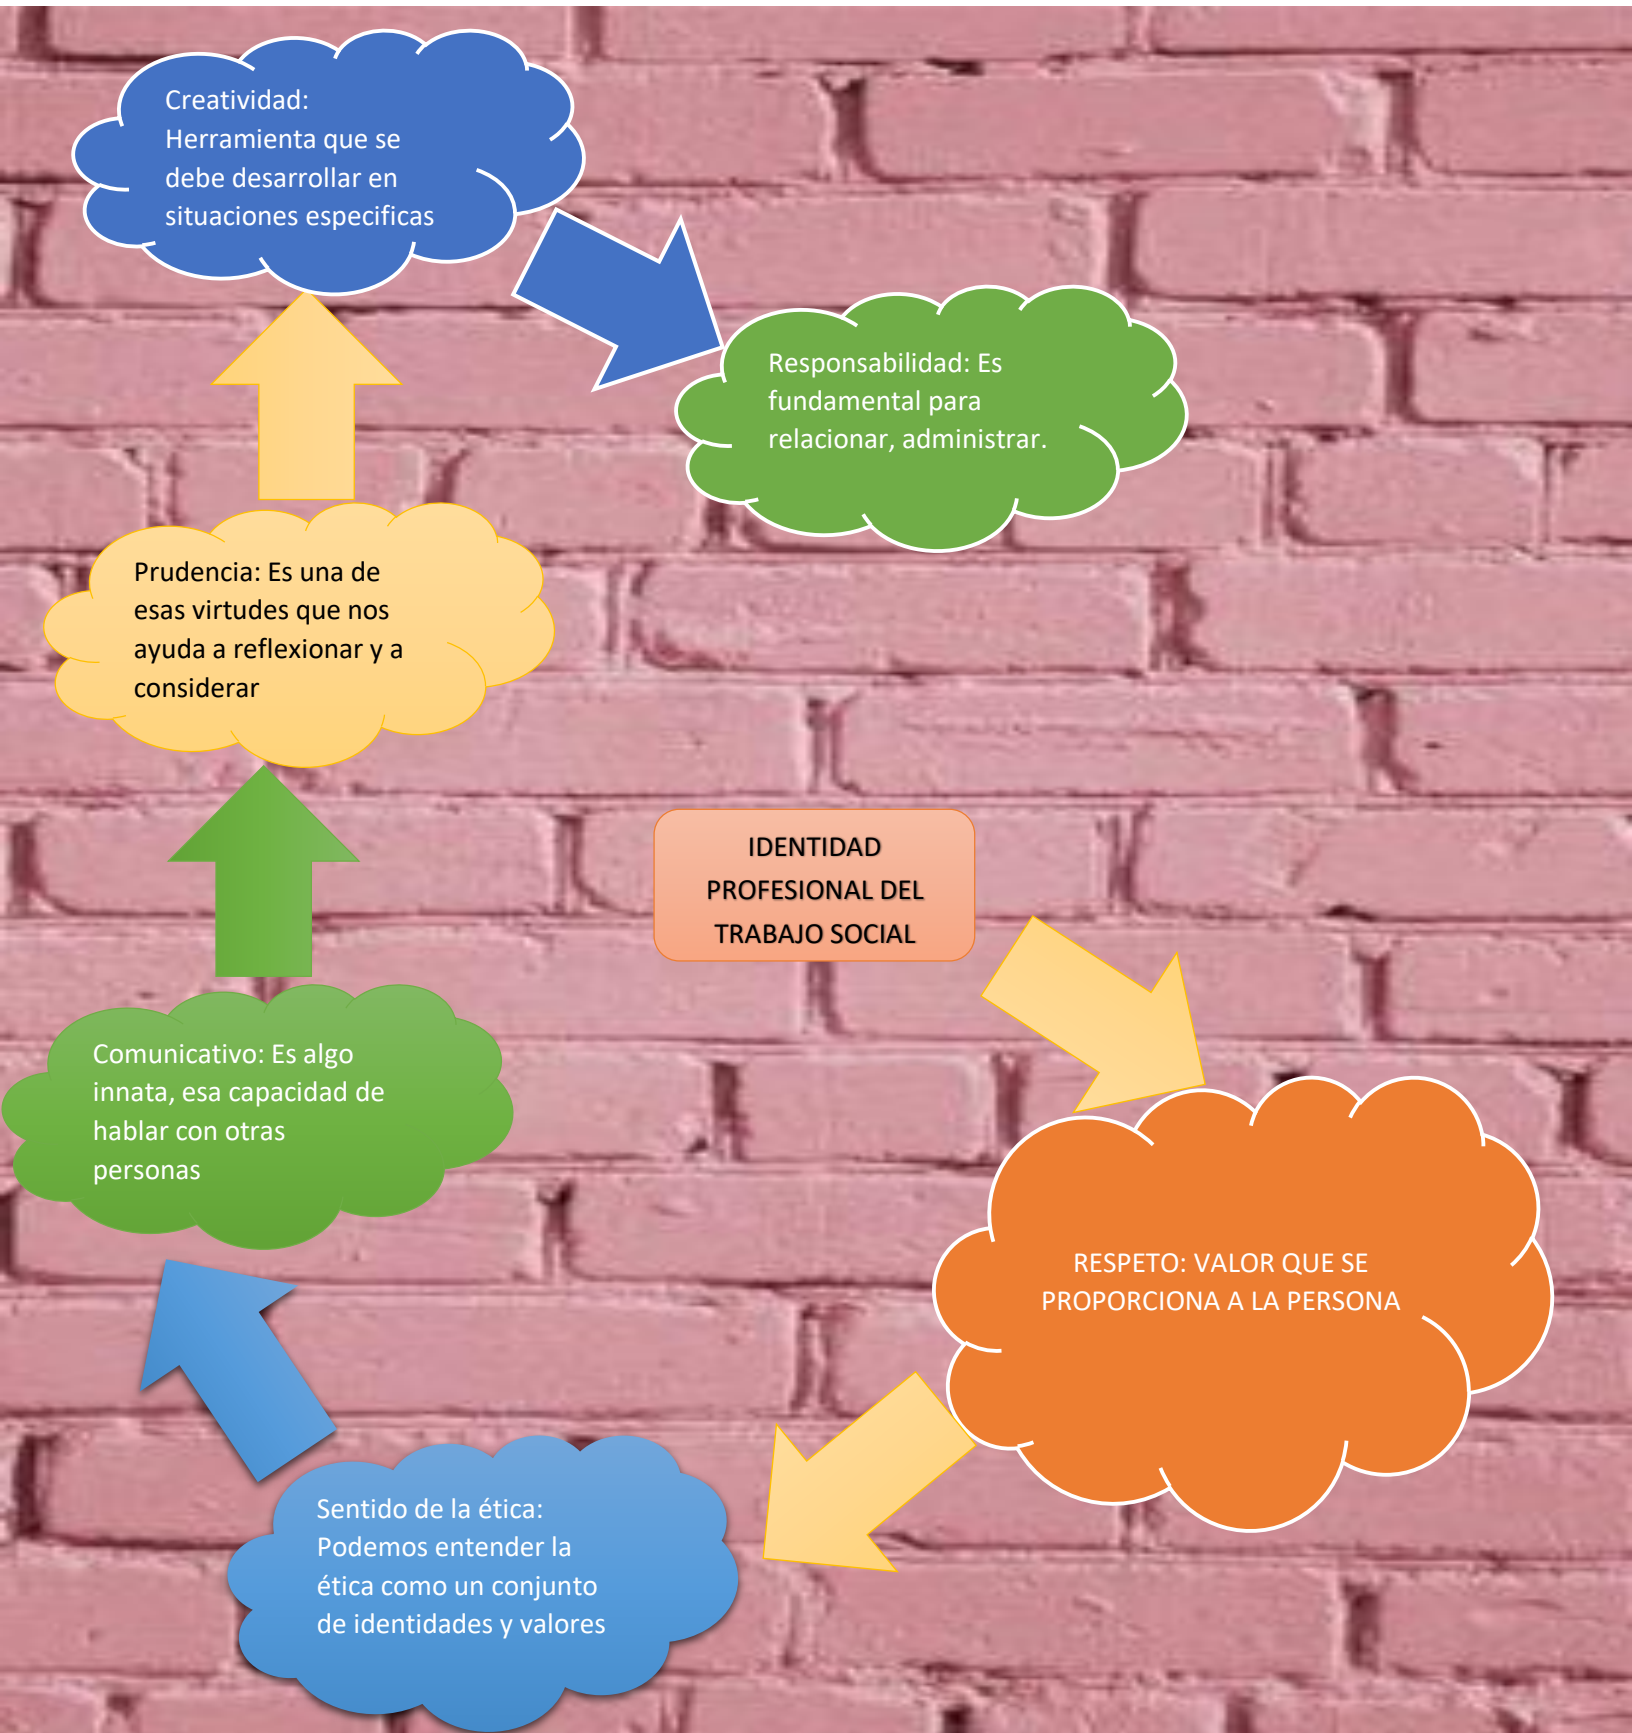 Creatividad:
Herramienta que se
debe desarrollar en
situaciones especificas
Responsabilidad: Es
fundamental para
relacionar, administrar.
Prudencia: Es una de
esas virtudes que nos
ayuda a reflexionar y a
considerar
IDENTIDAD
PROFESIONAL DEL
TRABAJO SOCIAL
Comunicativo: Es algo
innata, esa capacidad de
hablar con otras
personas
RESPETO: VALOR QUE SE
PROPORCIONA A LA PERSONA
Sentido de la ética:
Podemos entender la
ética como un conjunto
de identidades y valores